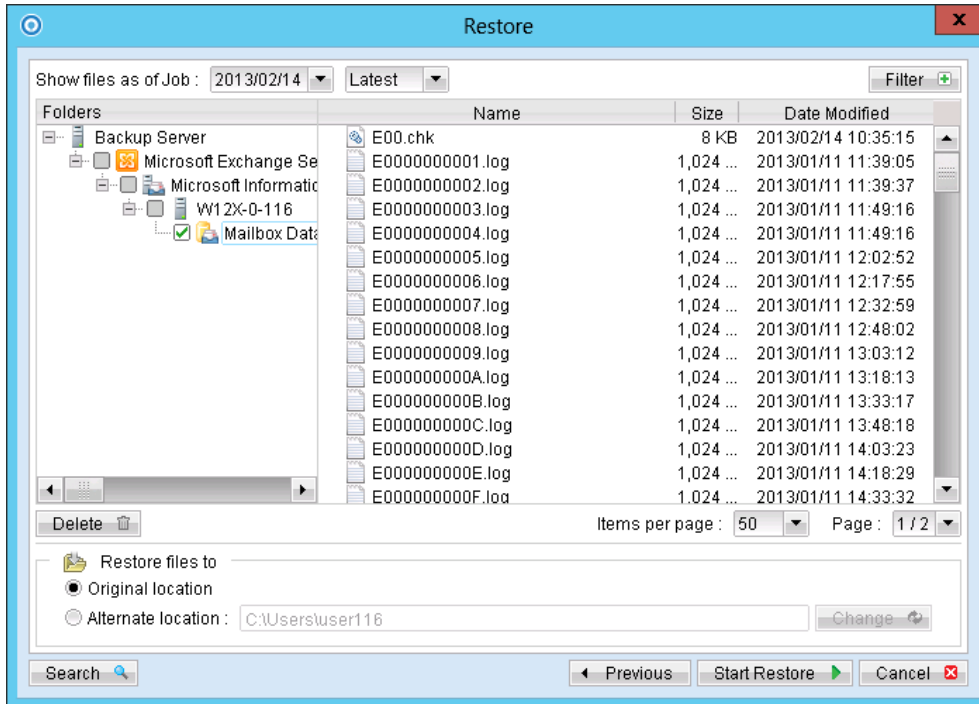 Restore
x
Show files as of Job : 2013/02/14 Latest Filter
Folders Name Size Date Modified
Backup Server
Microsoft Exchange Se
Microsoft Informatic
W12X-0-116
Mailbox Data
E00.chk 8 KB 2013/02/14 10:35:15
E0000000001.log 1,024 ... 2013/01/11 11:39:05
E0000000002.log 1,024 ... 2013/01/11 11:39:37
E0000000003.log 1,024 ... 2013/01/11 11:49:16
E0000000004.log 1,024 ... 2013/01/11 11:49:16
E0000000005.log 1,024 ... 2013/01/11 12:02:52
E0000000006.log 1,024 ... 2013/01/11 12:17:55
E0000000007.log 1,024 ... 2013/01/11 12:32:59
E0000000008.log 1,024 ... 2013/01/11 12:48:02
E0000000009.log 1,024 ... 2013/01/11 13:03:12
E000000000A.log 1,024 ... 2013/01/11 13:18:13
E000000000B.log 1,024 ... 2013/01/11 13:33:17
E000000000C.log 1,024 ... 2013/01/11 13:48:18
E000000000D.log 1,024 ... 2013/01/11 14:03:23
E000000000E.log 1,024 ... 2013/01/11 14:18:29
E000000000F.log 1,024 ... 2013/01/11 14:33:32
Delete Items per page : 50 Page : 1 / 2
Restore files to
Original location
Alternate location : C:\Users\user116 Change
Search Previous Start Restore Cancel